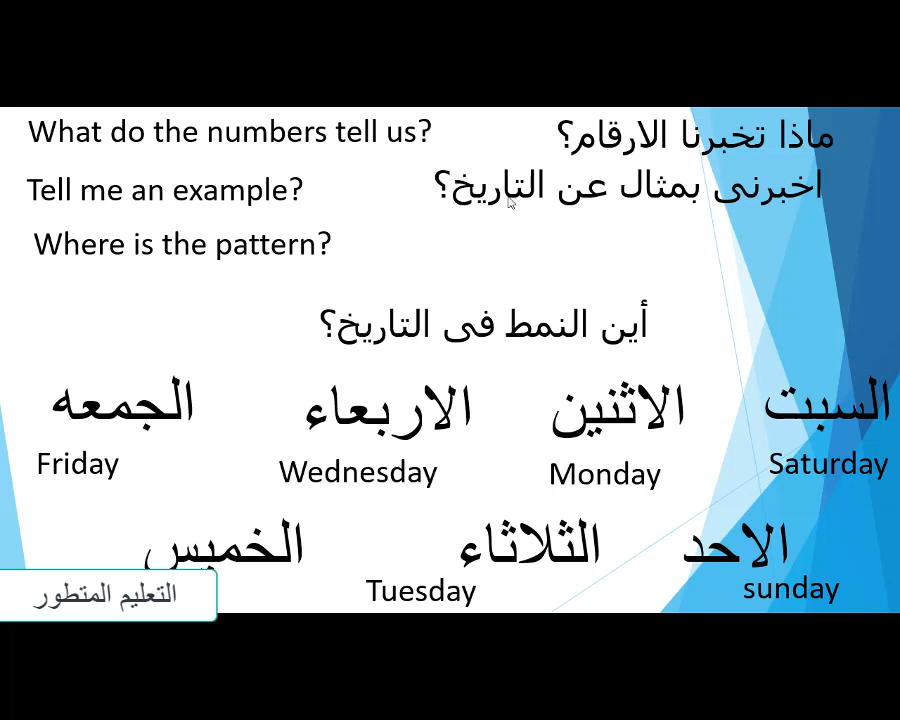 What do the numbers tell us?
ماذا تخبرنا الارقام؟
Tell me an example?
اخبرنى بمثال عن التاريخ؟
Where is the pattern?
أين النمط فى التاريخ؟
السبت
الاثنين
الاربعاء
الجمعه
Saturday
Monday
Wednesday
Friday
الاحد
الثلاثاء
الخميس
sunday
Tuesday
التعليم المتطور